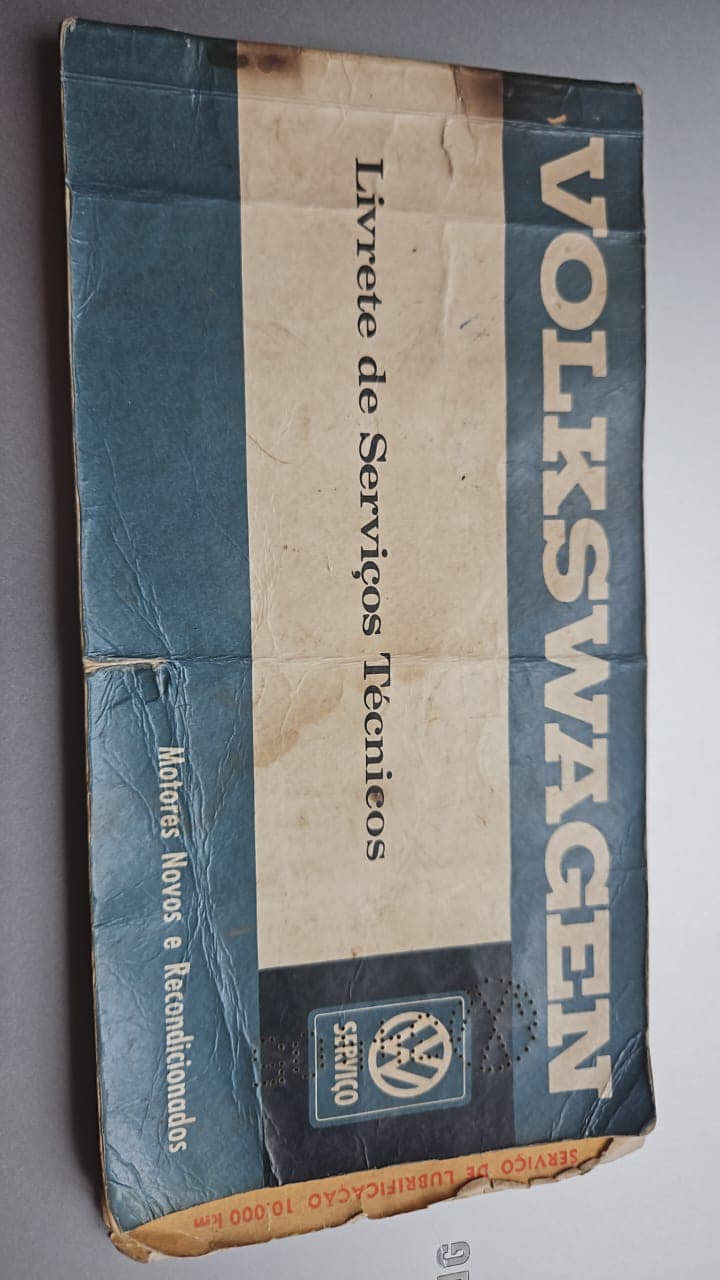 VOLKSWAGEN
Livrete de Serviços Técnicos
SERVIÇO
Motores Novos e Recondicionados
SERVIÇO DE LUBRIFICAÇÃO 10.000 km